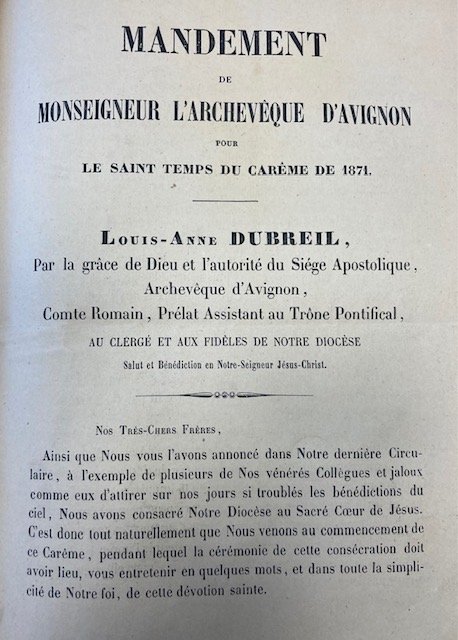 MANDEMENT
DE
MONSEIGNEUR L'ARCHEVÊQUE D'AVIGNON
POUR
LE SAINT TEMPS DU CARÊME DE 1871.
LOUIS-ANNE DUBREIL,
Par la grâce de Dieu et l'autorité du Siége Apostolique,
Archevêque d'Avignon,
Comte Romain, Prélat Assistant au Trône Pontifical,
AU CLERGÉ ET AUX FIDÈLES DE NOTRE DIOCÈSE
Salut et Bénédiction en Notre-Seigneur Jésus-Christ.
NOS TRÉS-CHERS FRÈRES,
Ainsi que Nous vous l'avons annoncé dans Notre dernière Circu-
laire, à l'exemple de plusieurs de Nos vénérés Collègues et jaloux
comme eux d'attirer sur nos jours si troublés les bénédictions du
ciel, Nous avons consacré Notre Diocèse au Sacré Cœur de Jésus.
C'est donc tout naturellement que Nous venons au commencement de
ce Carême, pendant lequel la cérémonie de cette consécration doit
avoir lieu, vous entretenir en quelques mots, et dans toute la simpli-
cité de Notre foi, de cette dévotion sainte.